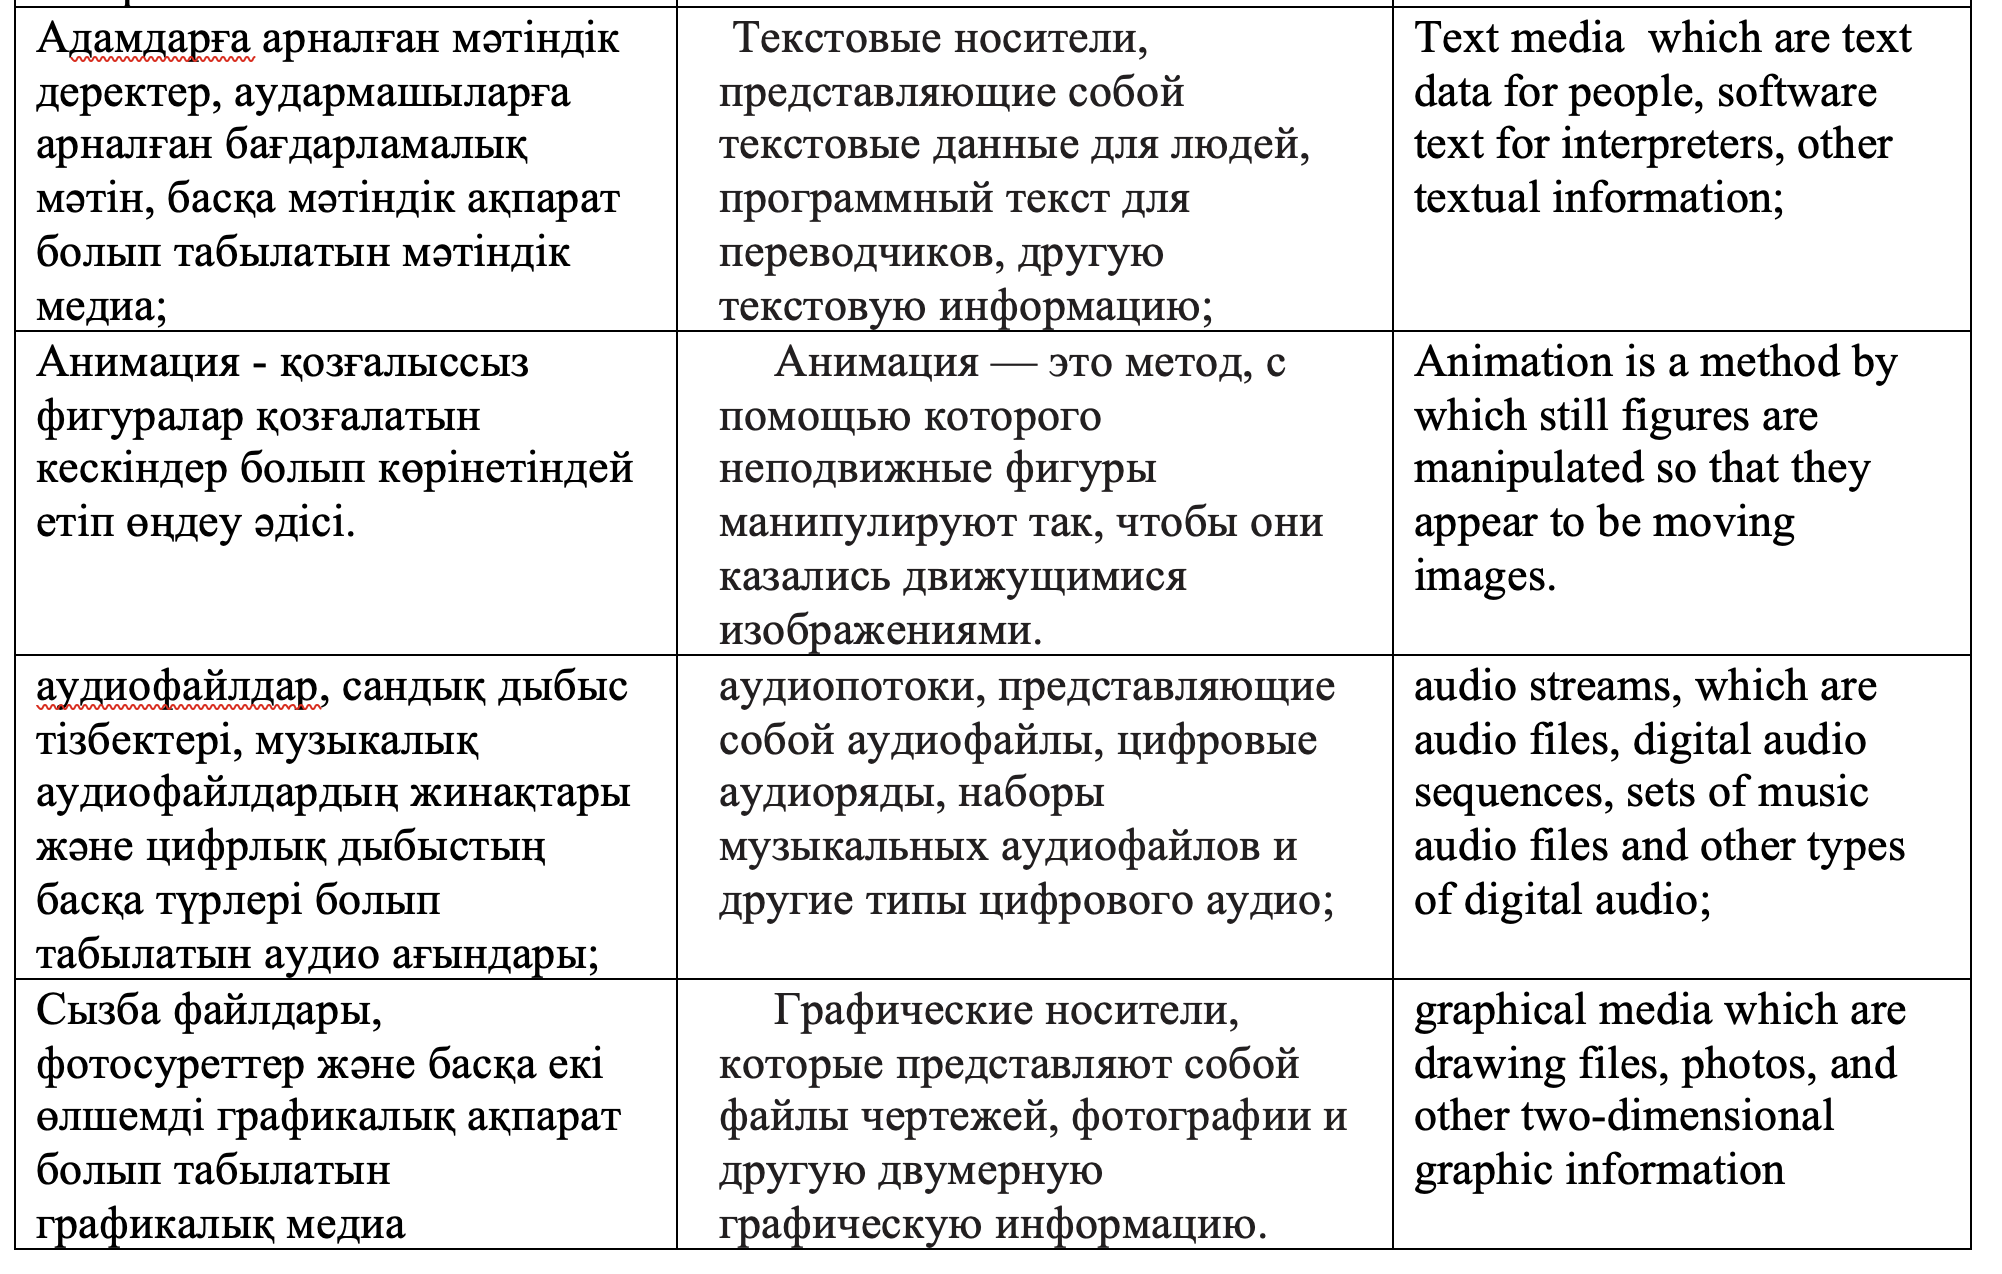 Адамдарға арналған мәтіндік
деректер, аудармашыларға
арналған бағдарламалық
мәтін, басқа мәтіндік ақпарат
болып табылатын мәтіндік
медиа;
Текстовые носители,
представляющие собой
текстовые данные для людей,
программный текст для
переводчиков, другую
текстовую информацию;
Text media  which are text
data for people, software
text for interpreters, other
textual information;
Анимация - қозғалыссыз
фигуралар қозғалатын
кескіндер болып көрінетіндей
етіп өңдеу әдісі.
Анимация — это метод, с
помощью которого
неподвижные фигуры
манипулируют так, чтобы они
казались движущимися
изображениями.
Animation is a method by
which still figures are
manipulated so that they
appear to be moving
images.
аудиофайлдар, сандық дыбыс
тізбектері, музыкалық
аудиофайлдардың жинақтары
және цифрлық дыбыстың
басқа түрлері болып
табылатын аудио ағындары;
аудиопотоки, представляющие
собой аудиофайлы, цифровые
аудиоряды, наборы
музыкальных аудиофайлов и
другие типы цифрового аудио;
audio streams, which are
audio files, digital audio
sequences, sets of music
audio files and other types
of digital audio;
Сызба файлдары,
фотосуреттер және басқа екі
өлшемді графикалық ақпарат
болып табылатын
графикалық медиа
Графические носители,
которые представляют собой
файлы чертежей, фотографии и
другую двумерную
графическую информацию.
graphical media which are
drawing files, photos, and
other two-dimensional
graphic information